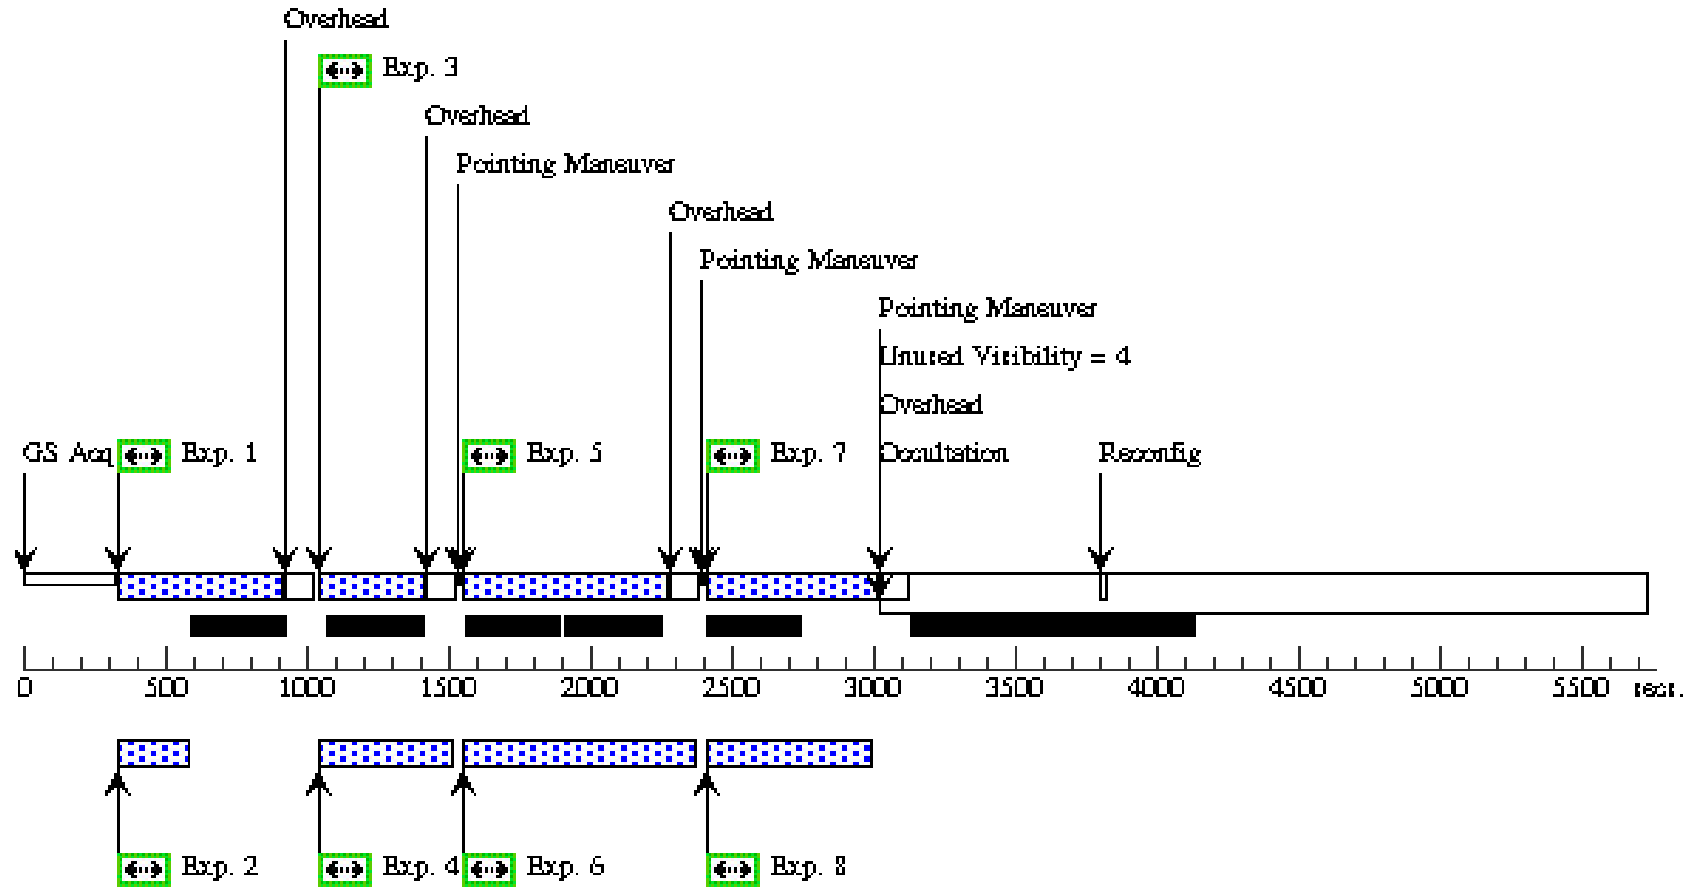 Overhead
Exp. 3
Overhead
Pointing Maneuver
Overhead
Pointing Maneuver
Pointing Maneuver
Unused Visibility = 4
Overhead
GS Acq Exp. 1 Exp. 5 Exp. 7 Occultation Reconfig
0 500 1000 1500 2000 2500 3000 3500 4000 4500 5000 5500 secs.
Exp. 2 Exp. 4 Exp. 6 Exp. 8